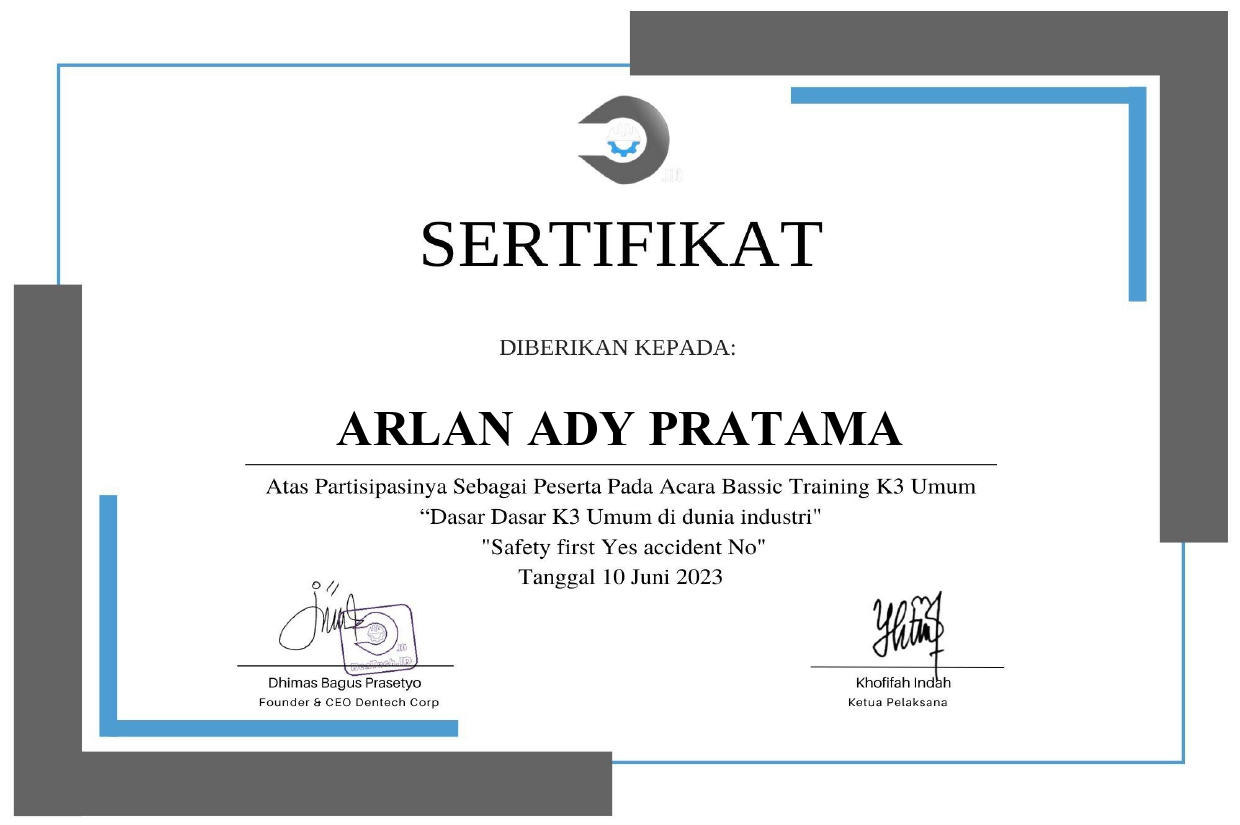 SERTIFIKAT
DIBERIKAN KEPADA:
ARLAN ADY PRATAMA
Atas Partisipasinya Sebagai Peserta Pada Acara Bassic Training K3 Umum
“Dasar Dasar K3 Umum di dunia industri"
"Safety first Yes accident No"
Tanggal 10 Juni 2023
Dhimas Bagus Prasetyo
Founder & CEO Dentech Corp
Khofifah Indah
Ketua Pelaksana